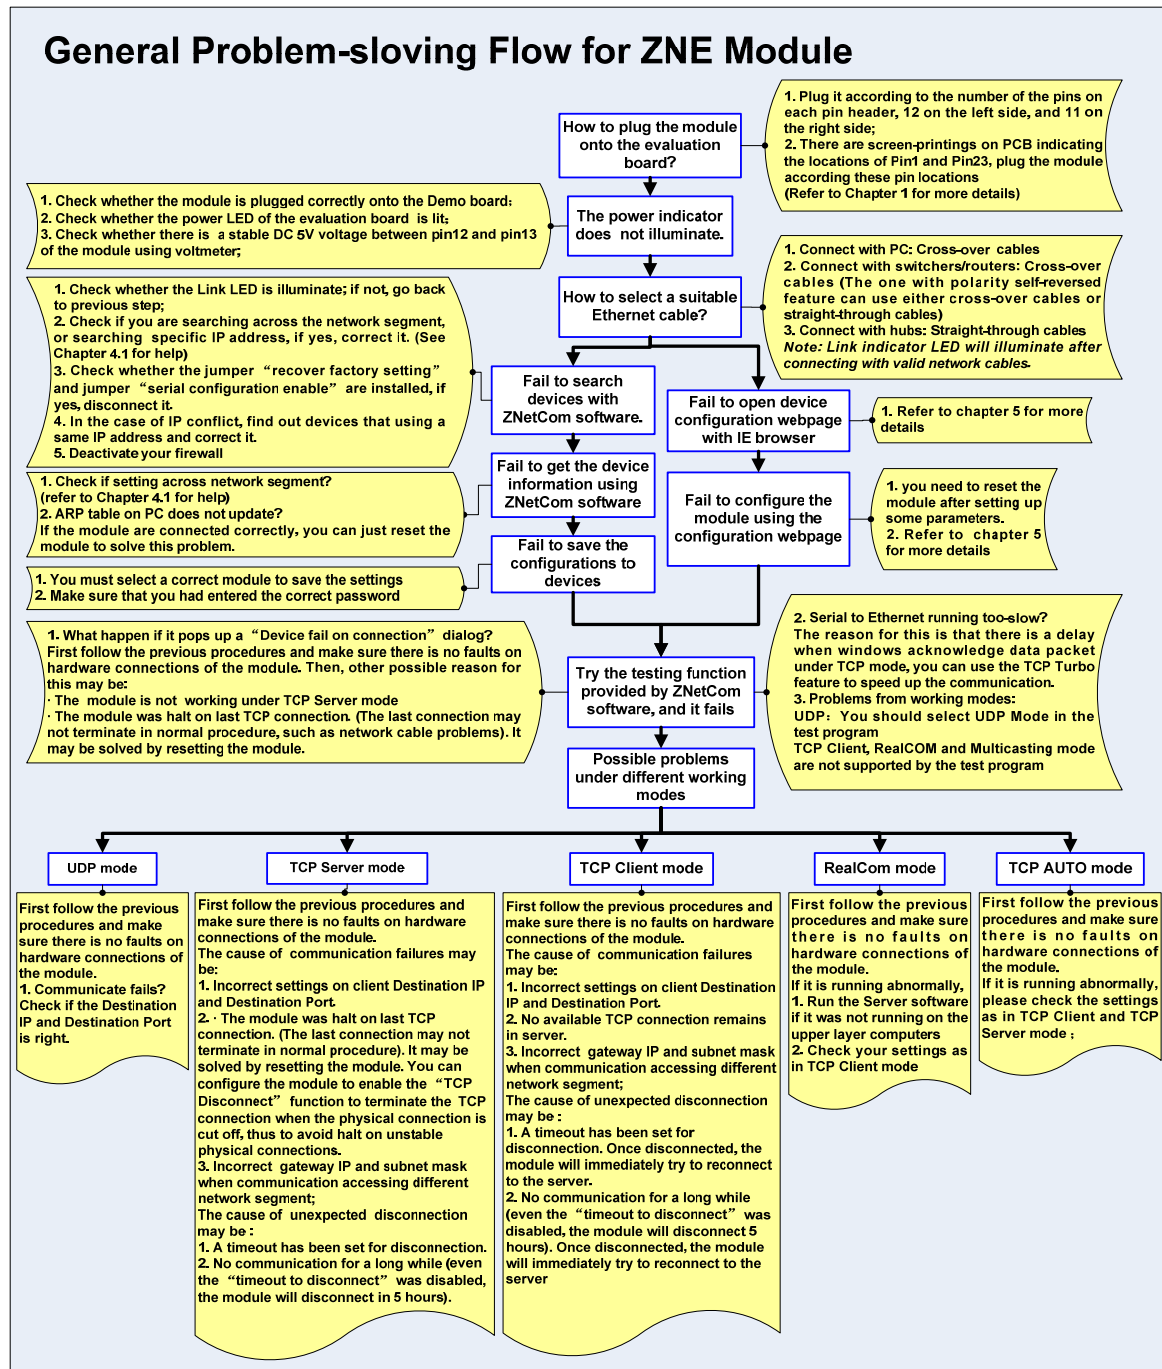 General Problem-sloving Flow for ZNE Module
How to plug the module
onto the evaluation
board?
1. Plug it according to the number of the pins on
each pin header, 12 on the left side, and 11 on
the right side;
2. There are screen-printings on PCB indicating
the locations of Pin1 and Pin23, plug the module
according these pin locations
(Refer to Chapter 1 for more details)
1. Check whether the module is plugged correctly onto the Demo board;
2. Check whether the power LED of the evaluation board is lit;
3. Check whether there is a stable DC 5V voltage between pin12 and pin13
of the module using voltmeter;
The power indicator
does not illuminate.
How to select a suitable
Ethernet cable?
1. Connect with PC: Cross-over cables
2. Connect with switchers/routers: Cross-over
cables (The one with polarity self-reversed
feature can use either cross-over cables or
straight-through cables)
3. Connect with hubs: Straight-through cables
Note: Link indicator LED will illuminate after
connecting with valid network cables.
1. Check whether the Link LED is illuminate; if not, go back
to previous step;
2. Check if you are searching across the network segment,
or searching specific IP address, if yes, correct it. (See
Chapter 4.1 for help)
3. Check whether the jumper “recover factory setting”
and jumper “serial configuration enable” are installed, if
yes, disconnect it.
4. In the case of IP conflict, find out devices that using a
same IP address and correct it.
5. Deactivate your firewall
Fail to search
devices with
ZNetCom software.
Fail to open device
configuration webpage
with IE browser
1. Refer to chapter 5 for more
details
1. Check if setting across network segment?
(refer to Chapter 4.1 for help)
2. ARP table on PC does not update?
If the module are connected correctly, you can just reset the
module to solve this problem.
Fail to get the device
information using
ZNetCom software
Fail to configure the
module using the
configuration webpage
1. you need to reset the
module after setting up
some parameters.
2. Refer to chapter 5
for more details
1. You must select a correct module to save the settings
2. Make sure that you had entered the correct password
Fail to save the
configurations to
devices
1. What happen if it pops up a “Device fail on connection” dialog?
First follow the previous procedures and make sure there is no faults on
hardware connections of the module. Then, other possible reason for
this may be:
· The module is not working under TCP Server mode
· The module was halt on last TCP connection. (The last connection may
not terminate in normal procedure, such as network cable problems). It
may be solved by resetting the module.
Try the testing function
provided by ZNetCom
software, and it fails
2. Serial to Ethernet running too-slow?
The reason for this is that there is a delay
when windows acknowledge data packet
under TCP mode, you can use the TCP Turbo
feature to speed up the communication.
3. Problems from working modes:
UDP: You should select UDP Mode in the
test program
TCP Client, RealCOM and Multicasting mode
are not supported by the test program
Possible problems
under different working
modes
UDP mode
First follow the previous
procedures and make
sure there is no faults on
hardware connections of
the module.
1. Communicate fails?
Check if the Destination
IP and Destination Port
is right.
TCP Server mode
First follow the previous procedures and
make sure there is no faults on hardware
connections of the module.
The cause of communication failures may
be:
1. Incorrect settings on client Destination IP
and Destination Port.
2. · The module was halt on last TCP
connection. (The last connection may not
terminate in normal procedure). It may be
solved by resetting the module. You can
configure the module to enable the “TCP
Disconnect” function to terminate the TCP
connection when the physical connection is
cut off, thus to avoid halt on unstable
physical connections.
3. Incorrect gateway IP and subnet mask
when communication accessing different
network segment;
The cause of unexpected disconnection
may be :
1. A timeout has been set for disconnection.
2. No communication for a long while (even
the “timeout to disconnect” was disabled,
the module will disconnect in 5 hours).
TCP Client mode
First follow the previous procedures and
make sure there is no faults on hardware
connections of the module.
The cause of communication failures
may be:
1. Incorrect settings on client Destination
IP and Destination Port.
2. No available TCP connection remains
in server.
3. Incorrect gateway IP and subnet mask
when communication accessing different
network segment;
The cause of unexpected disconnection
may be :
1. A timeout has been set for
disconnection. Once disconnected, the
module will immediately try to reconnect
to the server.
2. No communication for a long while
(even the “timeout to disconnect” was
disabled, the module will disconnect 5
hours). Once disconnected, the module
will immediately try to reconnect to the
server
RealCom mode
First follow the previous
procedures and make sure
there is no faults on
hardware connections of
the module.
If it is running abnormally,
1. Run the Server software
if it was not running on the
upper layer computers
2. Check your settings as
in TCP Client mode
TCP AUTO mode
First follow the previous
procedures and make sure
there is no faults on
hardware connections of
the module.
If it is running abnormally,
please check the settings
as in TCP Client and TCP
Server mode ;